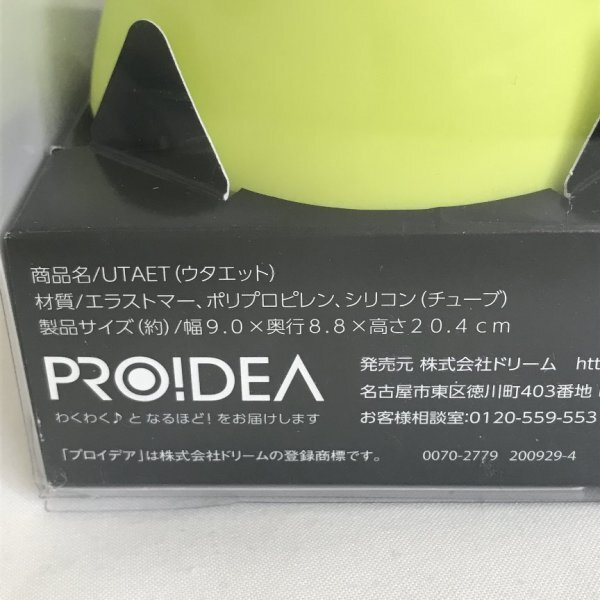 商品名/UTAET(ウタエット)
材質/エラストマー、ポリプロピレン、シリコン(チューブ)
製品サイズ(約)/幅9.0×奥行8.8×高さ20.4cm
PRO!DEA
わくわく♪と なるほど!をお届けします
発売元 株式会社ドリーム htt
名古屋市東区徳川町403番地
お客様相談室:0120-559-553
「プロイデア」は株式会社ドリームの登録商標です。 0070-2779 200929-4